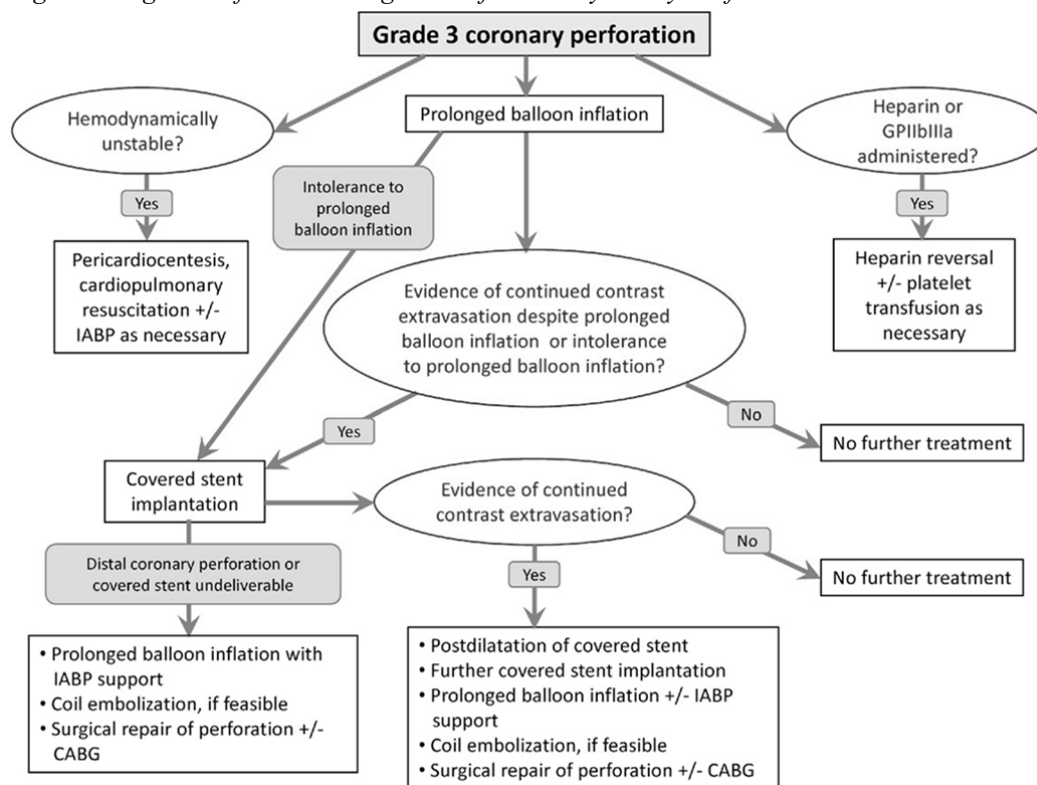 Grade 3 coronary perforation
Hemodynamically
unstable?
Prolonged balloon inflation
Heparin or
GPIIbIIIa
administered?
Yes
Intolerance to
prolonged
balloon inflation
Yes
Pericardiocentesis,
cardiopulmonary
resuscitation +/-
IABP as necessary
Evidence of continued contrast
extravasation despite prolonged
balloon inflation or intolerance
to prolonged balloon inflation?
Heparin reversal
+/- platelet
transfusion as
necessary
Yes
No
No further treatment
Covered stent
implantation
Evidence of continued
contrast extravasation?
No
No further treatment
Distal coronary perforation or
covered stent undeliverable
Yes
• Prolonged balloon inflation with
IABP support
• Coil embolization, if feasible
• Surgical repair of perforation +/-
CABG
• Postdilatation of covered stent
• Further covered stent implantation
• Prolonged balloon inflation +/- IABP
support
• Coil embolization, if feasible
• Surgical repair of perforation +/- CABG